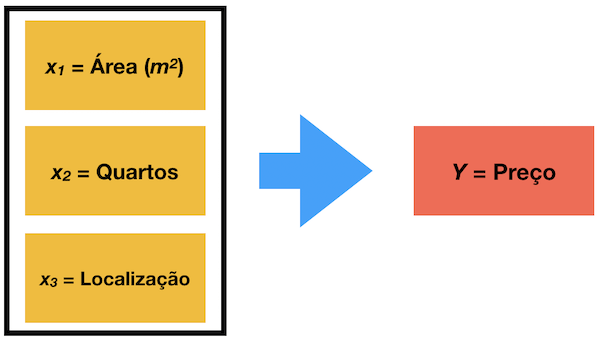 x₁ = Área (m²)
x₂ = Quartos
x₃ = Localização
Y = Preço